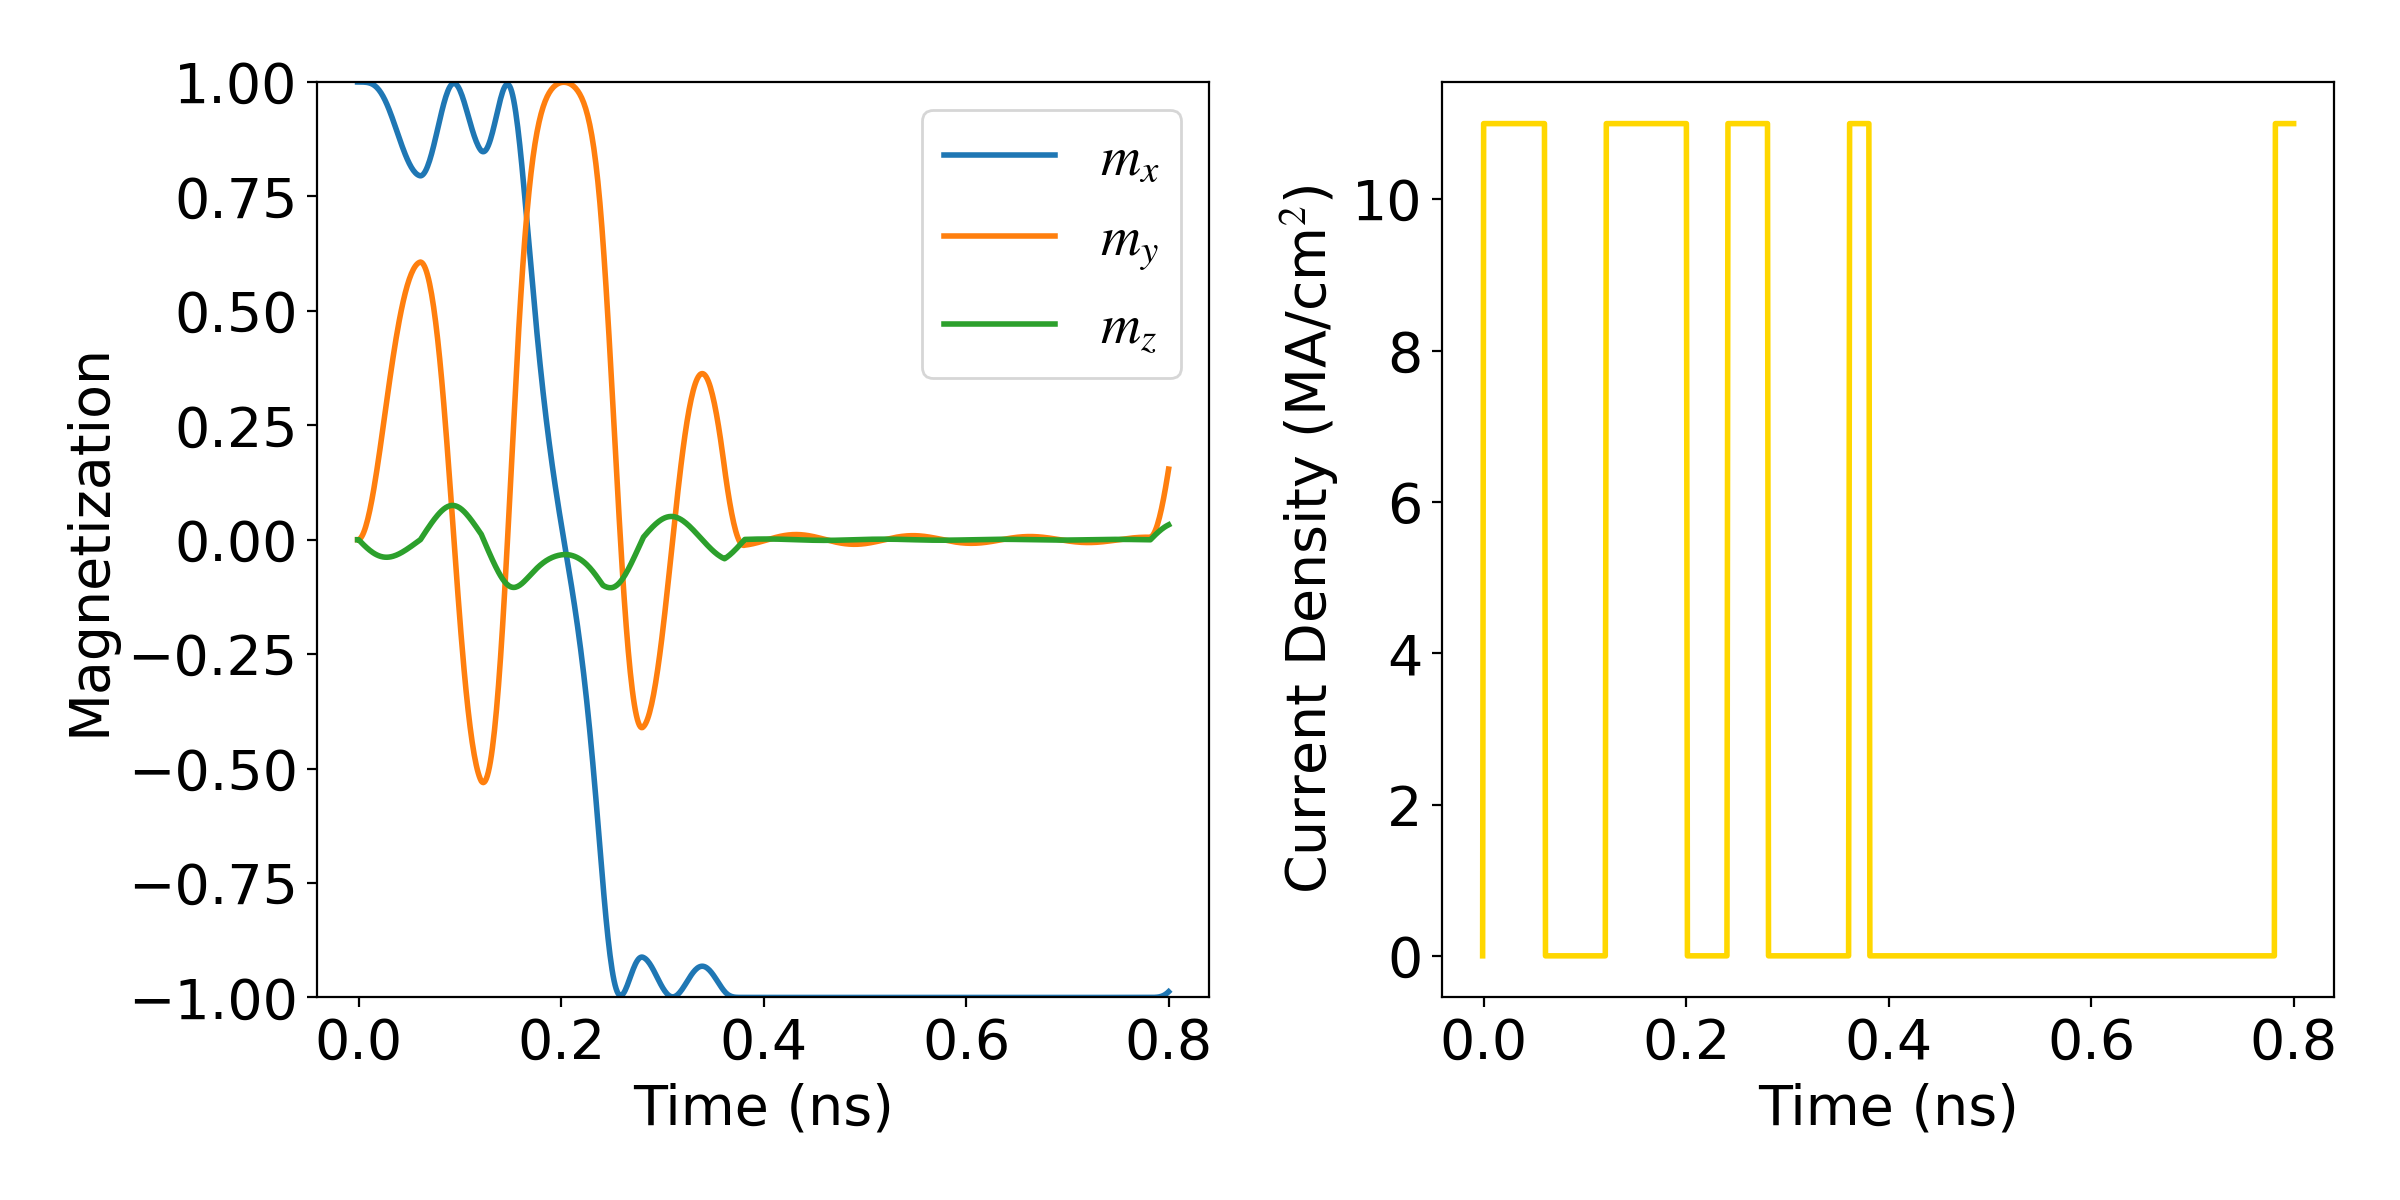 Magnetization
1.00
0.75
0.50
0.25
0.00
−0.25
−0.50
−0.75
−1.00
0.0 0.2 0.4 0.6 0.8
Time (ns)
m_x
m_y
m_z
Current Density (MA/cm²)
10
8
6
4
2
0
0.0 0.2 0.4 0.6 0.8
Time (ns)